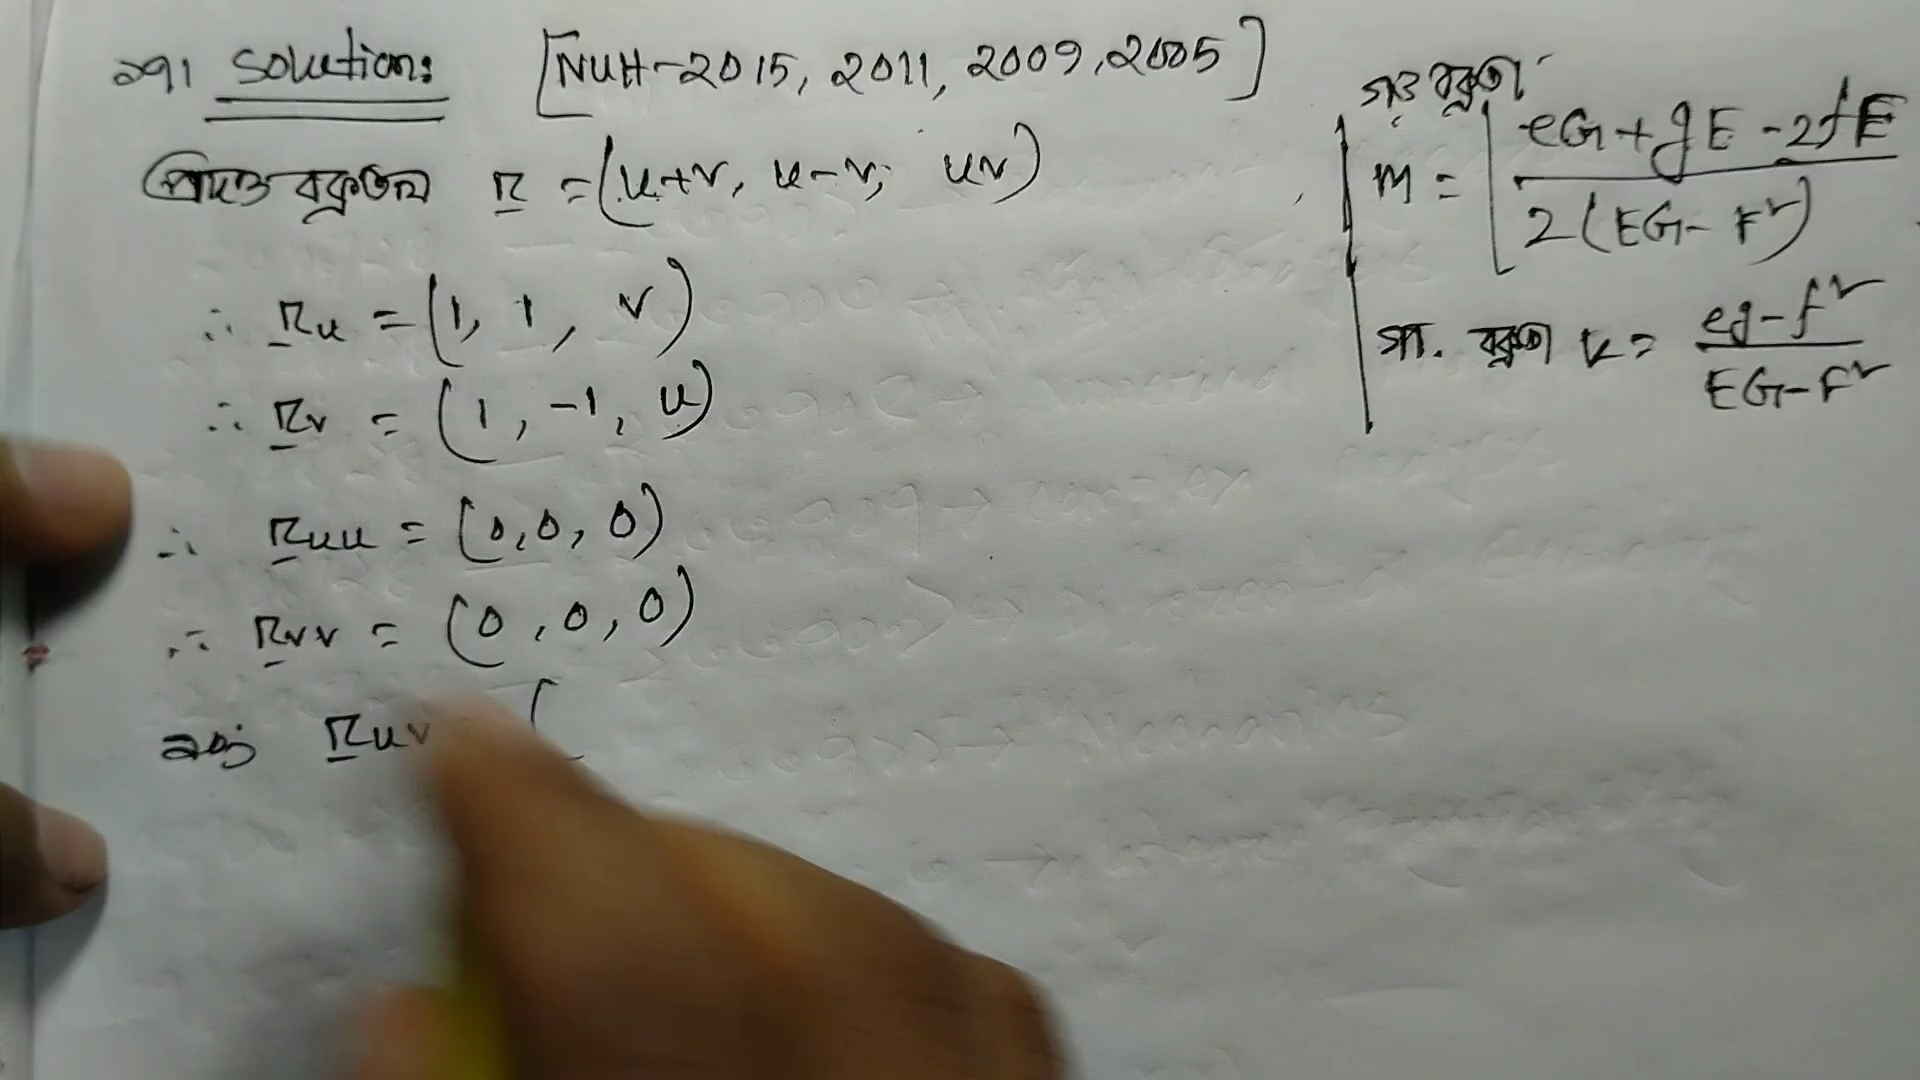 ২৭। Solution: [NUH-2015, 2011, 2009, 2005]
প্রদত্ত বক্রতল r = (u+v, u-v, uv)
∴ ru = (1, 1, v)
∴ rv = (1, -1, u)
∴ ruu = (0,0,0)
∴ rvv = (0,0,0)
এবং ruv (
গড় বক্রতা
M = | eG+gE-2fF / 2(EG-F²)
গা. বক্রতা K = eg-f² / EG-F²